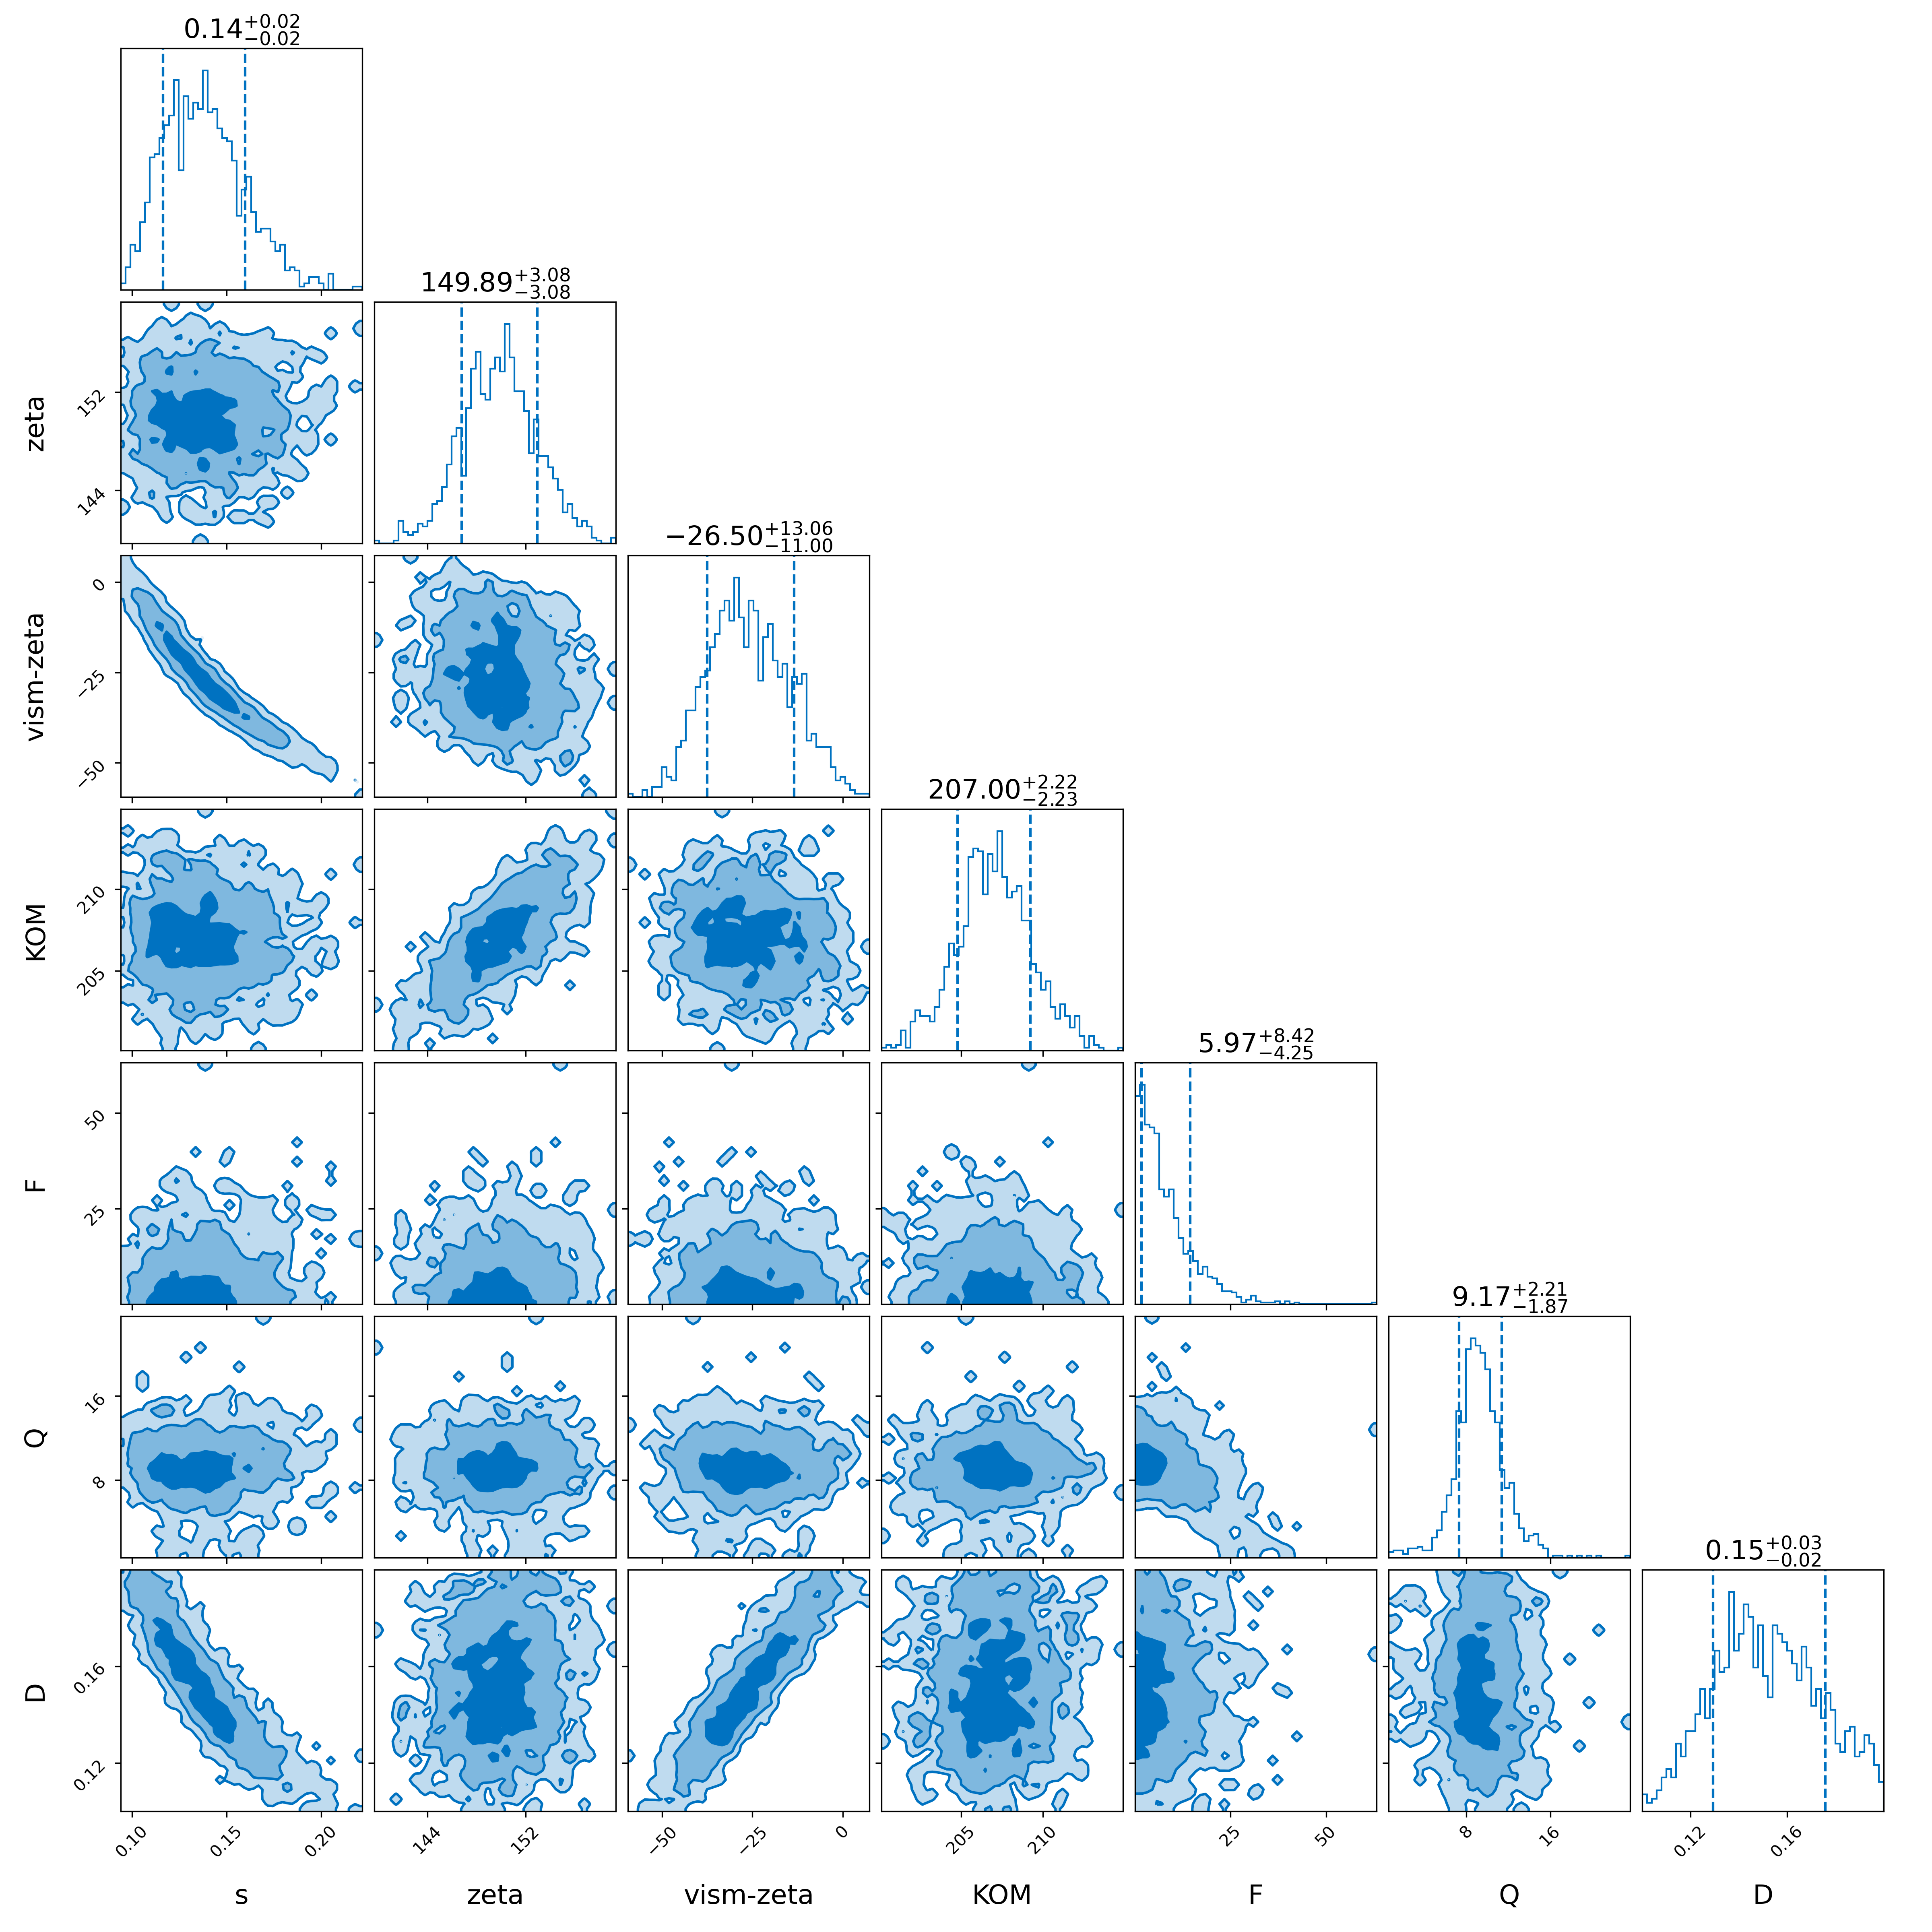 0.14 +0.02 −0.02
149.89 +3.08 −3.08
zeta 152 144
−26.50 +13.06 −11.00
vism-zeta 0 −25 −50
207.00 +2.22 −2.23
KOM 210 205
5.97 +8.42 −4.25
F 50 25
9.17 +2.21 −1.87
Q 16 8
0.15 +0.03 −0.02
D 0.16 0.12
0.10 0.15 0.20 144 152 −50 −25 0 205 210 25 50 8 16 0.12 0.16
s zeta vism-zeta KOM F Q D